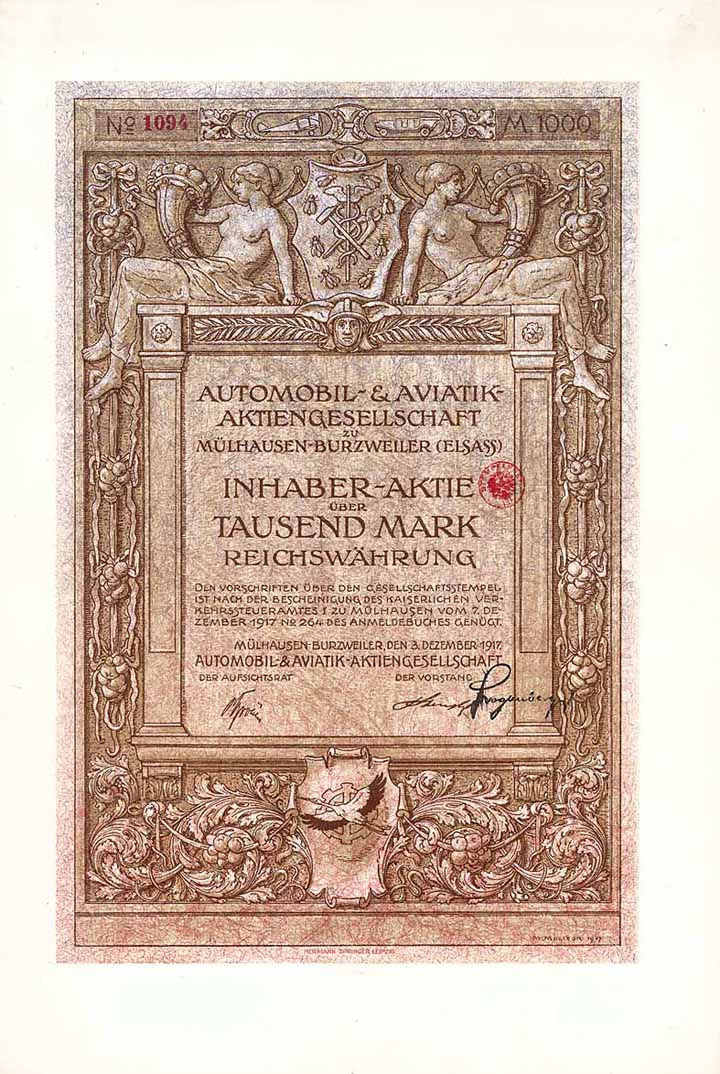 Nº 1094
M. 1000
AUTOMOBIL- & AVIATIK-
AKTIENGESELLSCHAFT
ZU
MÜLHAUSEN-BURZWEILER (ELSASS)
INHABER-AKTIE
ÜBER
TAUSEND MARK
REICHSWÄHRUNG
DEN VORSCHRIFTEN ÜBER DEN GESELLSCHAFTSSTEMPEL
IST NACH DER BESCHEINIGUNG DES KAISERLICHEN VER-
KEHRSSTEUERAMTES 1 ZU MÜLHAUSEN VOM 7. DE-
ZEMBER 1917 Nº 264 DES ANMELDEBUCHES GENÜGT.
MÜLHAUSEN-BURZWEILER, DEN 3. DEZEMBER 1917.
AUTOMOBIL- & AVIATIK-AKTIENGESELLSCHAFT
DER AUFSICHTSRAT
DER VORSTAND